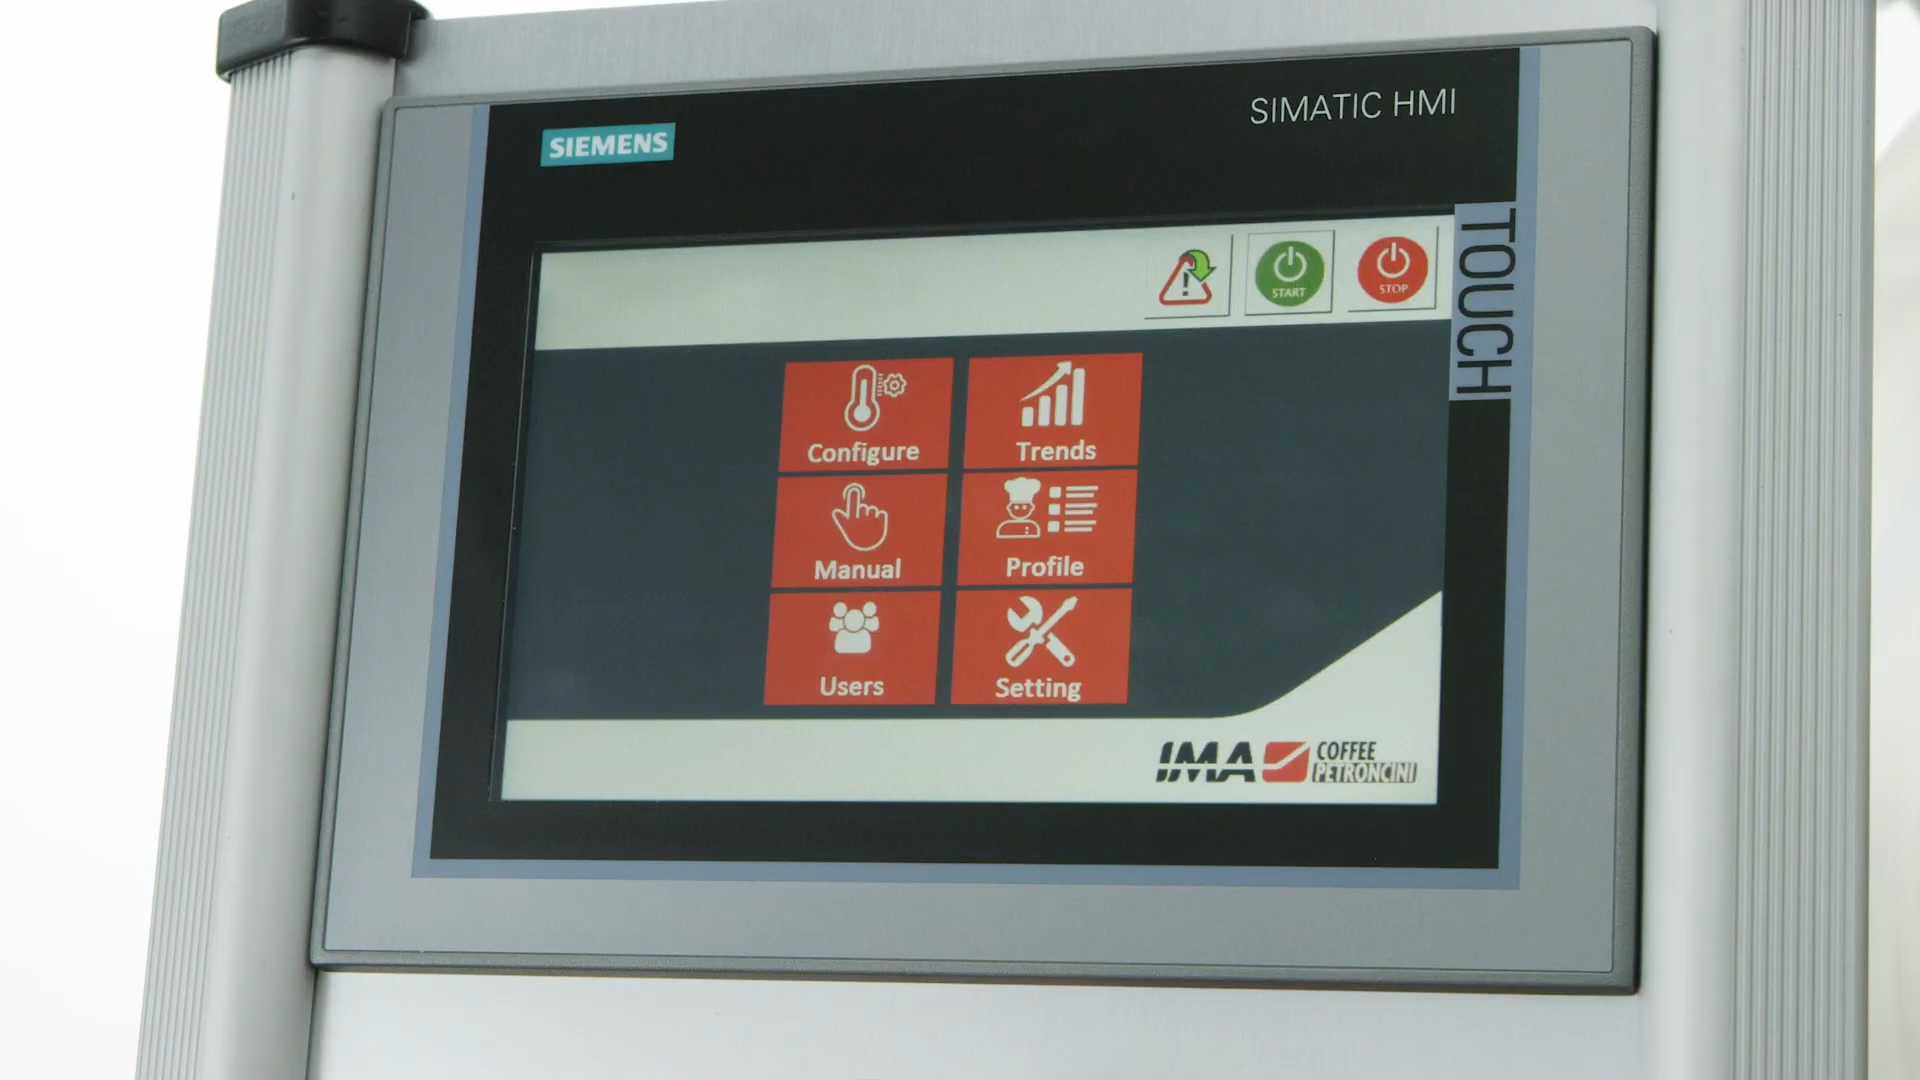 SIEMENS
SIMATIC HMI
TOUCH
START
STOP
Configure
Trends
Manual
Profile
Users
Setting
IMA COFFEE
PETRONCINI